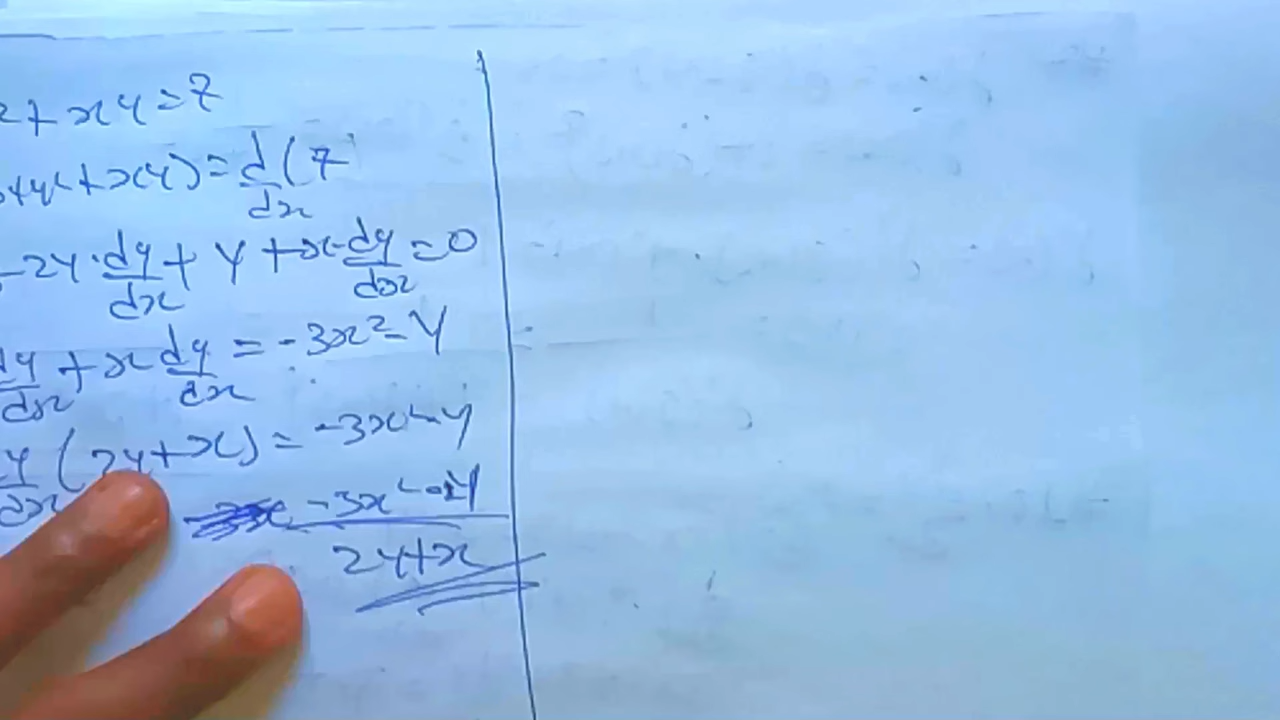 2 + xy = 7
+y² + xy) = d/dx (7
2y · dy/dx + y + x · dy/dx = 0
dy/dx + x dy/dx = -3x² - y
dy/dx (2y + x) = -3x² - y
-3x² - y
2y + x